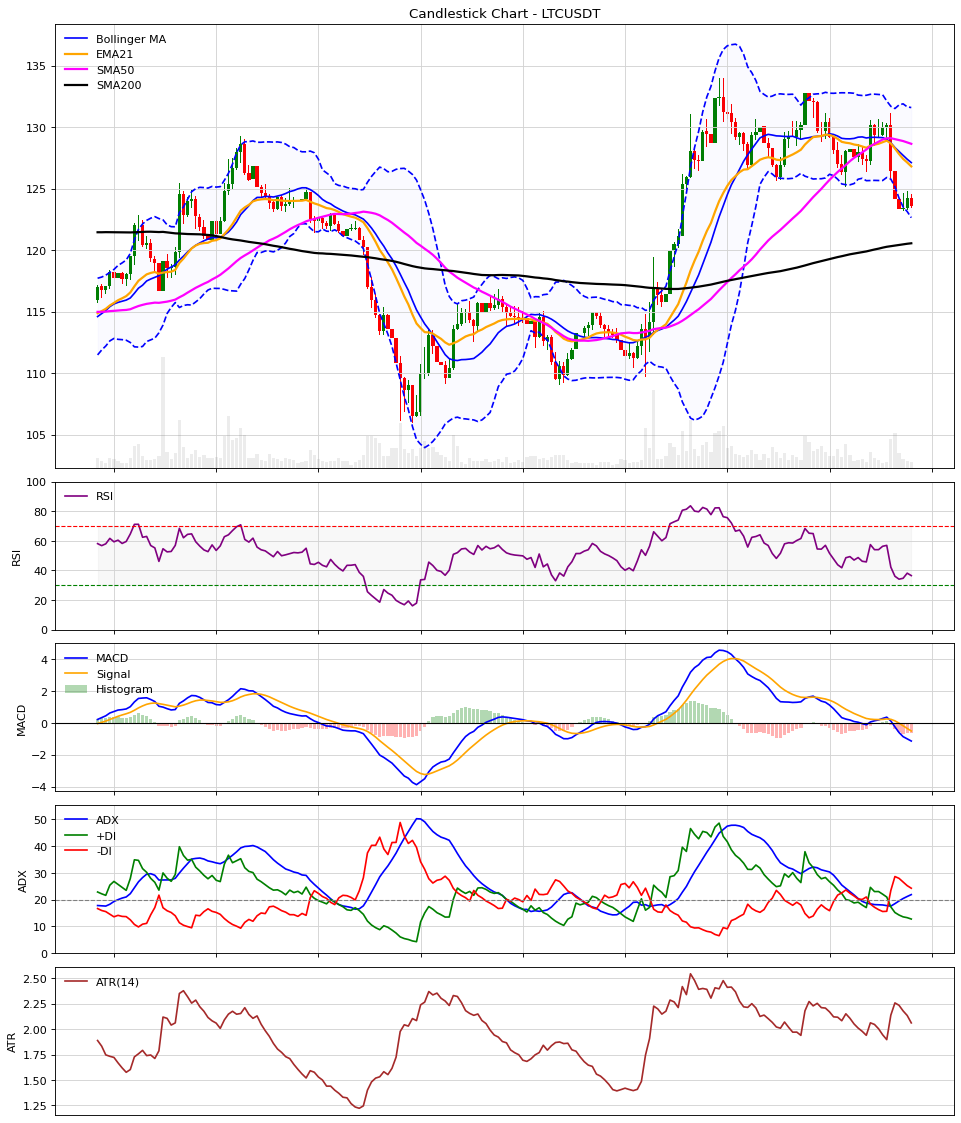 Candlestick Chart - LTCUSDT
Bollinger MA
EMA21
SMA50
SMA200
135
130
125
120
115
110
105
RSI
100
80
60
40
20
0
RSI
MACD
Signal
Histogram
4
2
0
−2
−4
MACD
ADX
+DI
-DI
50
40
30
20
10
0
ADX
ATR(14)
2.50
2.25
2.00
1.75
1.50
1.25
ATR